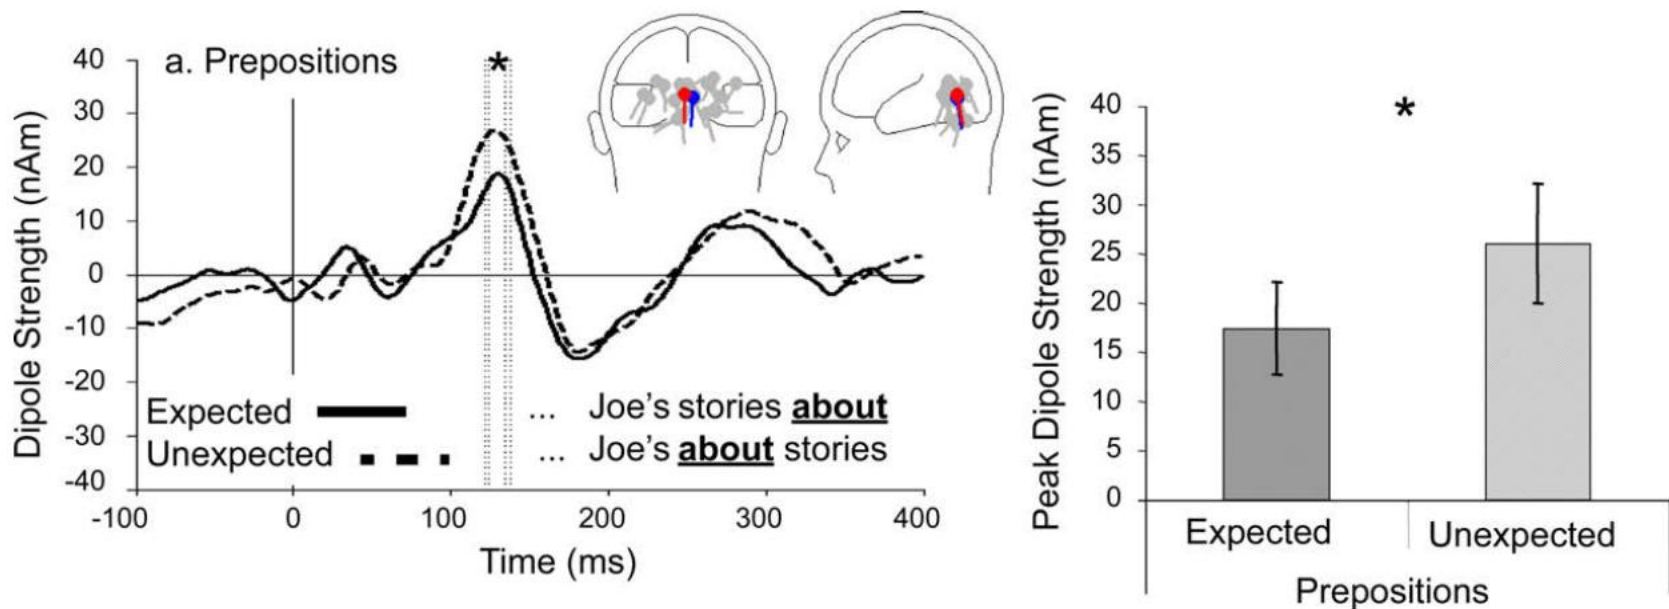 a. Prepositions
*
Dipole Strength (nAm)
40
30
20
10
0
-10
-20
-30
-40
Expected ... Joe's stories about
Unexpected ... Joe's about stories
-100 0 100 200 300 400
Time (ms)
*
Peak Dipole Strength (nAm)
40
35
30
25
20
15
10
5
0
Expected Unexpected
Prepositions